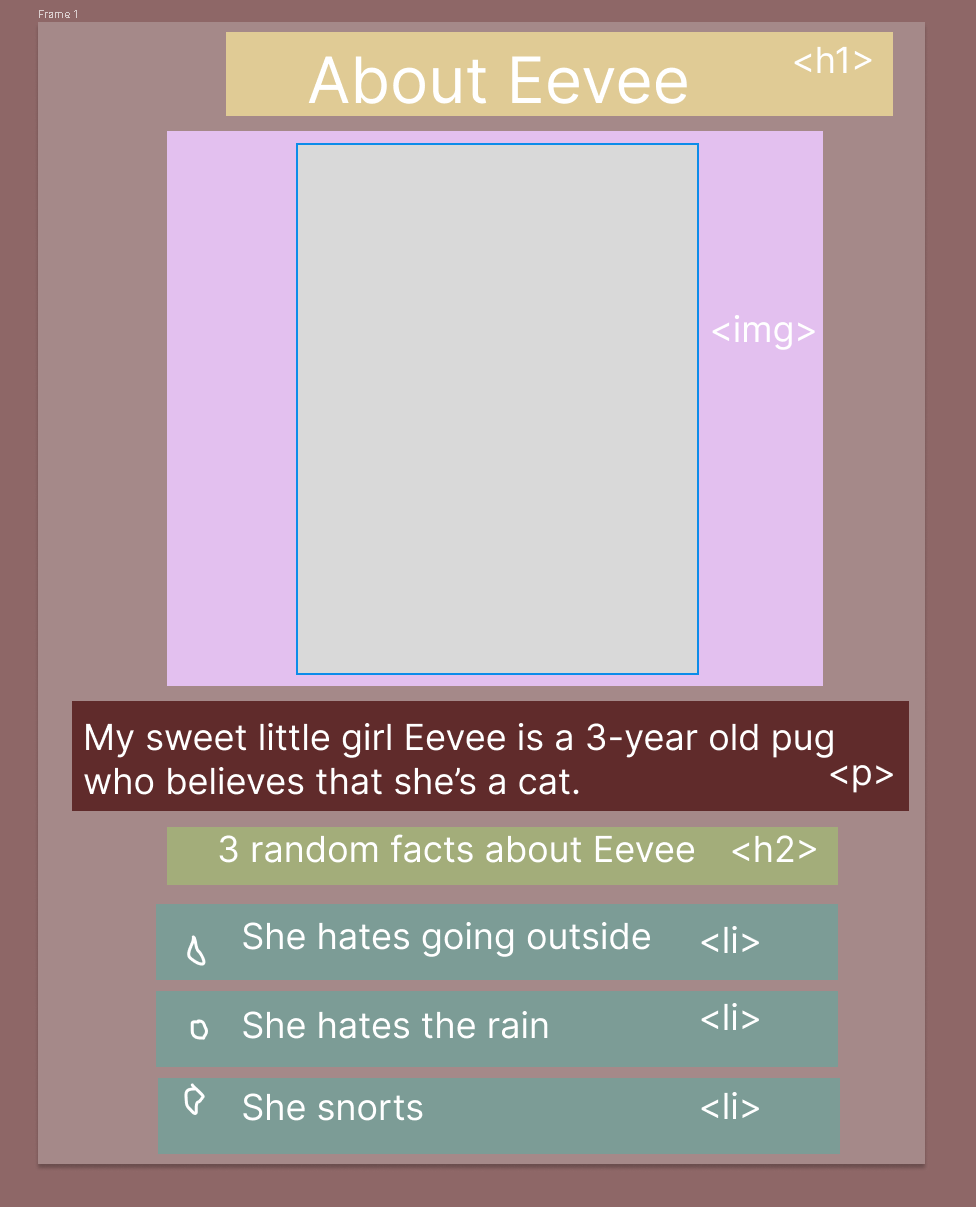 Frame 1
About Eevee <h1>
<img>
My sweet little girl Eevee is a 3-year old pug
who believes that she’s a cat. <p>
3 random facts about Eevee <h2>
She hates going outside <li>
She hates the rain <li>
She snorts <li>